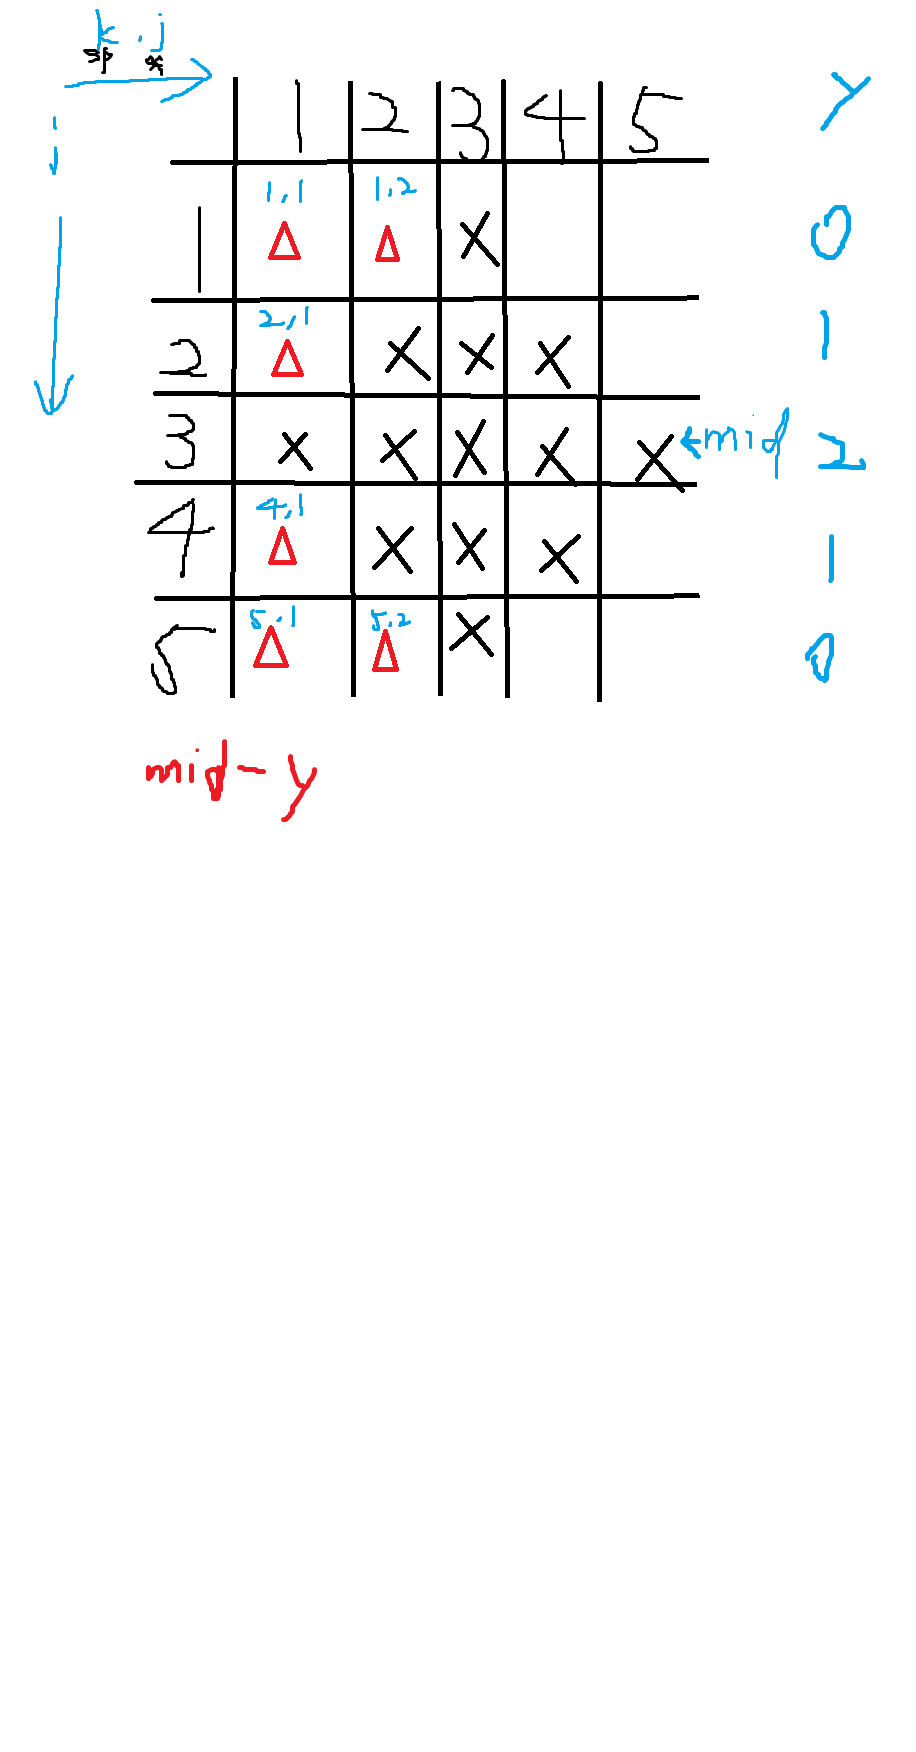 k . j
sp x
i
1 2 3 4 5 y
1,1 1,2
1 Δ Δ X 0
2,1
2 Δ X X X 1
3 X X X X X ←mid 2
4,1
4 Δ X X X 1
5.1 5.2
5 Δ Δ X 0
mid-y